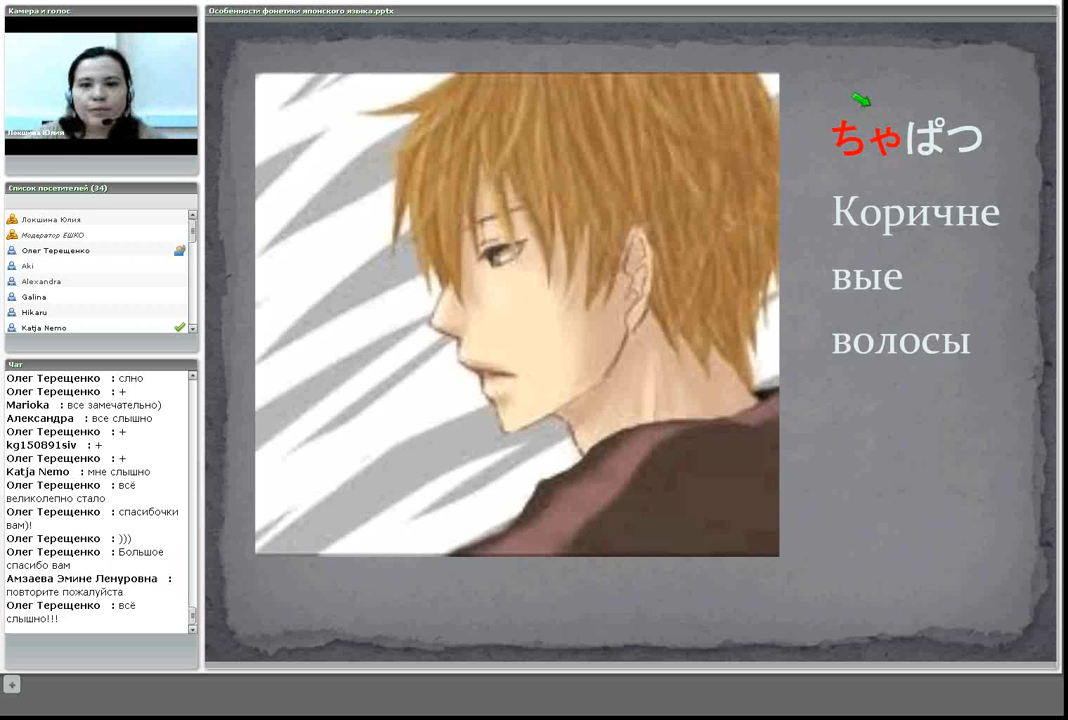 Камера и голос
Локшина Юлия
Список посетителей (34)
Локшина Юлия
Модератор ЕШКО
Олег Терещенко
Aki
Alexandra
Galina
Hikaru
Katja Nemo
Чат
Олег Терещенко : слно
Олег Терещенко : +
Marioka : все замечательно)
Александра : все слышно
Олег Терещенко : +
kg150891siv : +
Олег Терещенко : +
Katja Nemo : мне слышно
Олег Терещенко : всё
великолепно стало
Олег Терещенко : спасибочки
вам)!
Олег Терещенко : )))
Олег Терещенко : Большое
спасибо вам
Амзаева Эмине Ленуровна :
повторите пожалуйста
Олег Терещенко : всё
слышно!!!
Особенности фонетики японского языка.pptx
ちゃぱつ
Коричне
вые
волосы